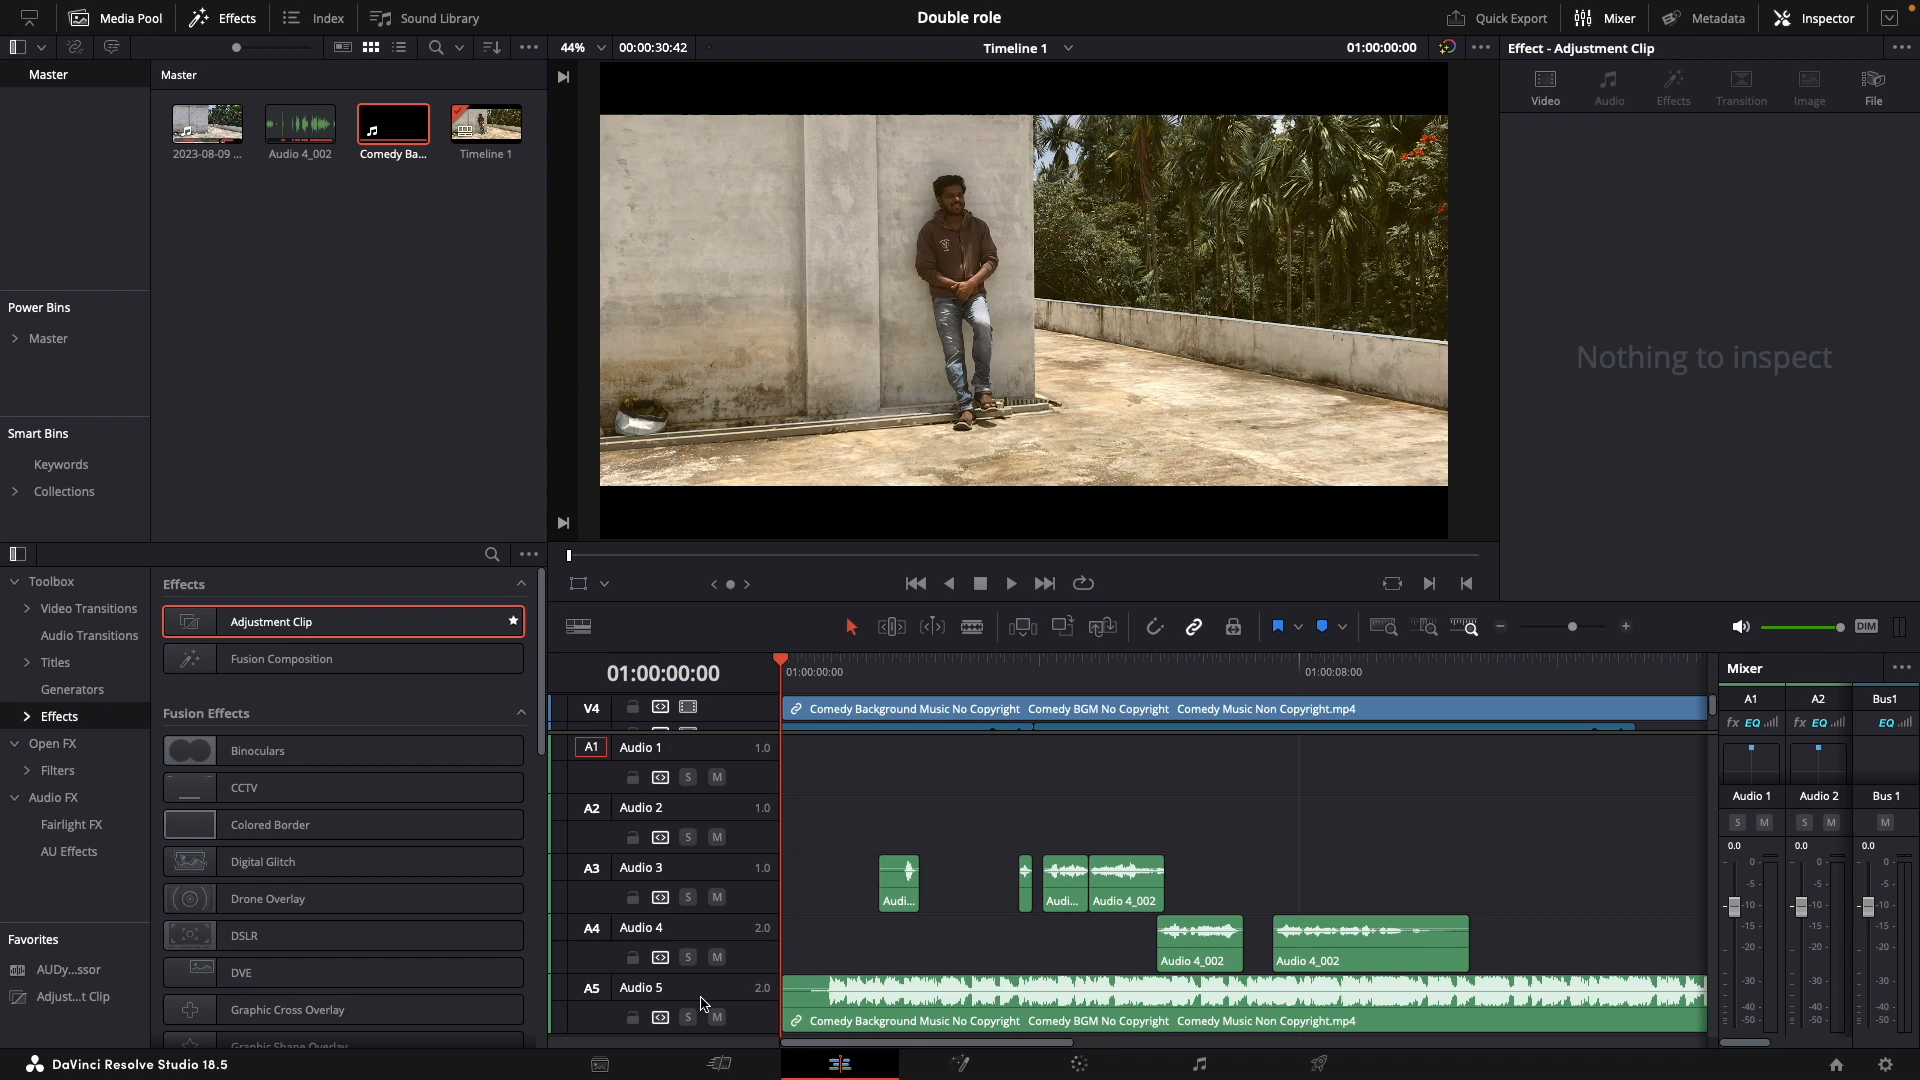 Media Pool
Effects
Index
Sound Library
Double role
Quick Export
Mixer
Metadata
Inspector
44%
00:00:30:42
Timeline 1
01:00:00:00
Effect - Adjustment Clip
Master
Master
2023-08-09 ...
Audio 4_002
Comedy Ba...
Timeline 1
Video
Audio
Effects
Transition
Image
File
Power Bins
Master
Nothing to inspect
Smart Bins
Keywords
Collections
Toolbox
Video Transitions
Audio Transitions
Titles
Generators
Effects
Open FX
Filters
Audio FX
Fairlight FX
AU Effects
Favorites
AUDy...ssor
Adjust...t Clip
Effects
Adjustment Clip
Fusion Composition
Fusion Effects
Binoculars
CCTV
Colored Border
Digital Glitch
Drone Overlay
DSLR
DVE
Graphic Cross Overlay
Graphic Shape Overlay
DIM
01:00:00:00
01:00:00:00
01:00:08:00
V4
Comedy Background Music No Copyright Comedy BGM No Copyright Comedy Music Non Copyright.mp4
A1 Audio 1 1.0
S M
A2 Audio 2 1.0
S M
A3 Audio 3 1.0
S M
Audi...
Audi...
Audio 4_002
A4 Audio 4 2.0
S M
Audio 4_002
Audio 4_002
A5 Audio 5 2.0
S M
Comedy Background Music No Copyright Comedy BGM No Copyright Comedy Music Non Copyright.mp4
Mixer
A1 A2 Bus1
fx EQ fx EQ EQ
Audio 1 Audio 2 Bus 1
S M S M M
0.0 0.0 0.0
0- 0- 0-
-5- -5- -5-
-10- -10- -10-
-15- -15- -15-
-20- -20- -20-
-30- -30- -30-
-40- -40- -40-
-50- -50- -50-
DaVinci Resolve Studio 18.5